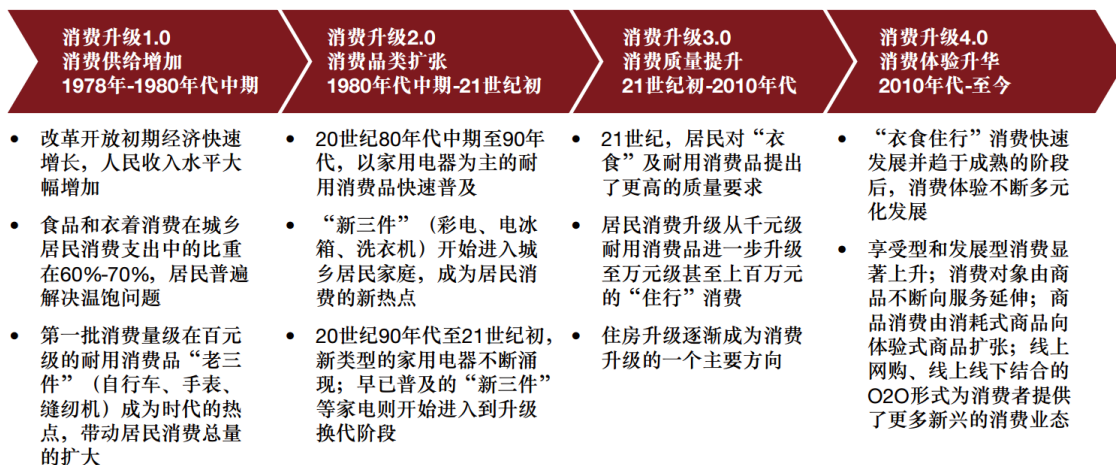 消费升级1.0
消费供给增加
1978年-1980年代中期
消费升级2.0
消费品类扩张
1980年代中期-21世纪初
消费升级3.0
消费质量提升
21世纪初-2010年代
消费升级4.0
消费体验升华
2010年代-至今
• 改革开放初期经济快速
增长，人民收入水平大
幅增加
• 食品和衣着消费在城乡
居民消费支出中的比重
在60%-70%，居民普遍
解决温饱问题
• 第一批消费量级在百元
级的耐用消费品“老三
件”（自行车、手表、
缝纫机）成为时代的热
点，带动居民消费总量
的扩大
• 20世纪80年代中期至90年
代，以家用电器为主的耐
用消费品快速普及
• “新三件”（彩电、电冰
箱、洗衣机）开始进入城
乡居民家庭，成为居民消
费的新热点
• 20世纪90年代至21世纪初，
新类型的家用电器不断涌
现；早已普及的“新三件”
等家电则开始进入到升级
换代阶段
• 21世纪，居民对“衣
食”及耐用消费品提出
了更高的质量要求
• 居民消费升级从千元级
耐用消费品进一步升级
至万元级甚至上百万元
的“住行”消费
• 住房升级逐渐成为消费
升级的一个主要方向
• “衣食住行”消费快速
发展并趋于成熟的阶段
后，消费体验不断多元
化发展
• 享受型和发展型消费显
著上升；消费对象由商
品不断向服务延伸；商
品消费由消耗式商品向
体验式商品扩张；线上
网购、线上线下结合的
O2O形式为消费者提供
了更多新兴的消费业态